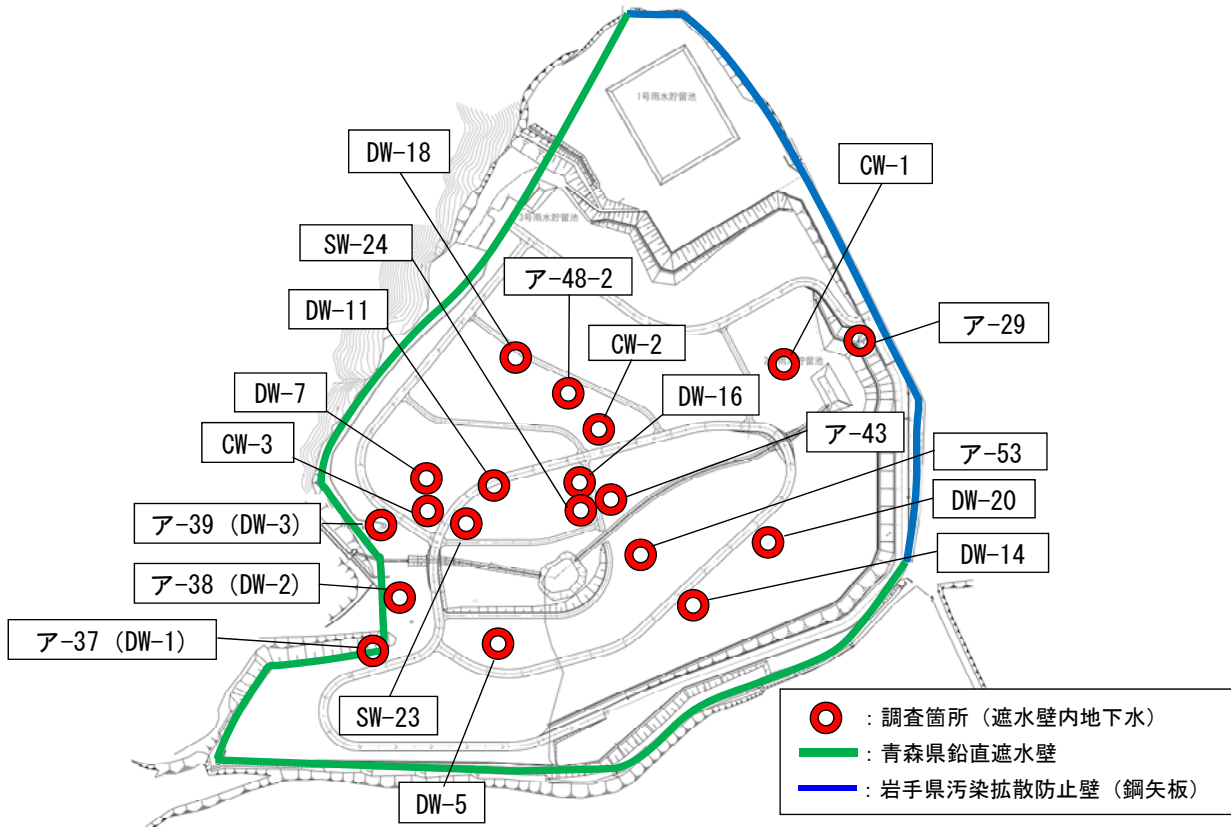 1号雨水貯留池
DW-18
CW-1
3号雨水貯留池
SW-24
ア-48-2
DW-11
ア-29
CW-2
DW-7
DW-16
ア-43
CW-3
ア-53
DW-20
ア-39 (DW-3)
DW-14
ア-38 (DW-2)
ア-37 (DW-1)
SW-23
DW-5
:調査箇所(遮水壁内地下水)
:青森県鉛直遮水壁
:岩手県汚染拡散防止壁(鋼矢板)